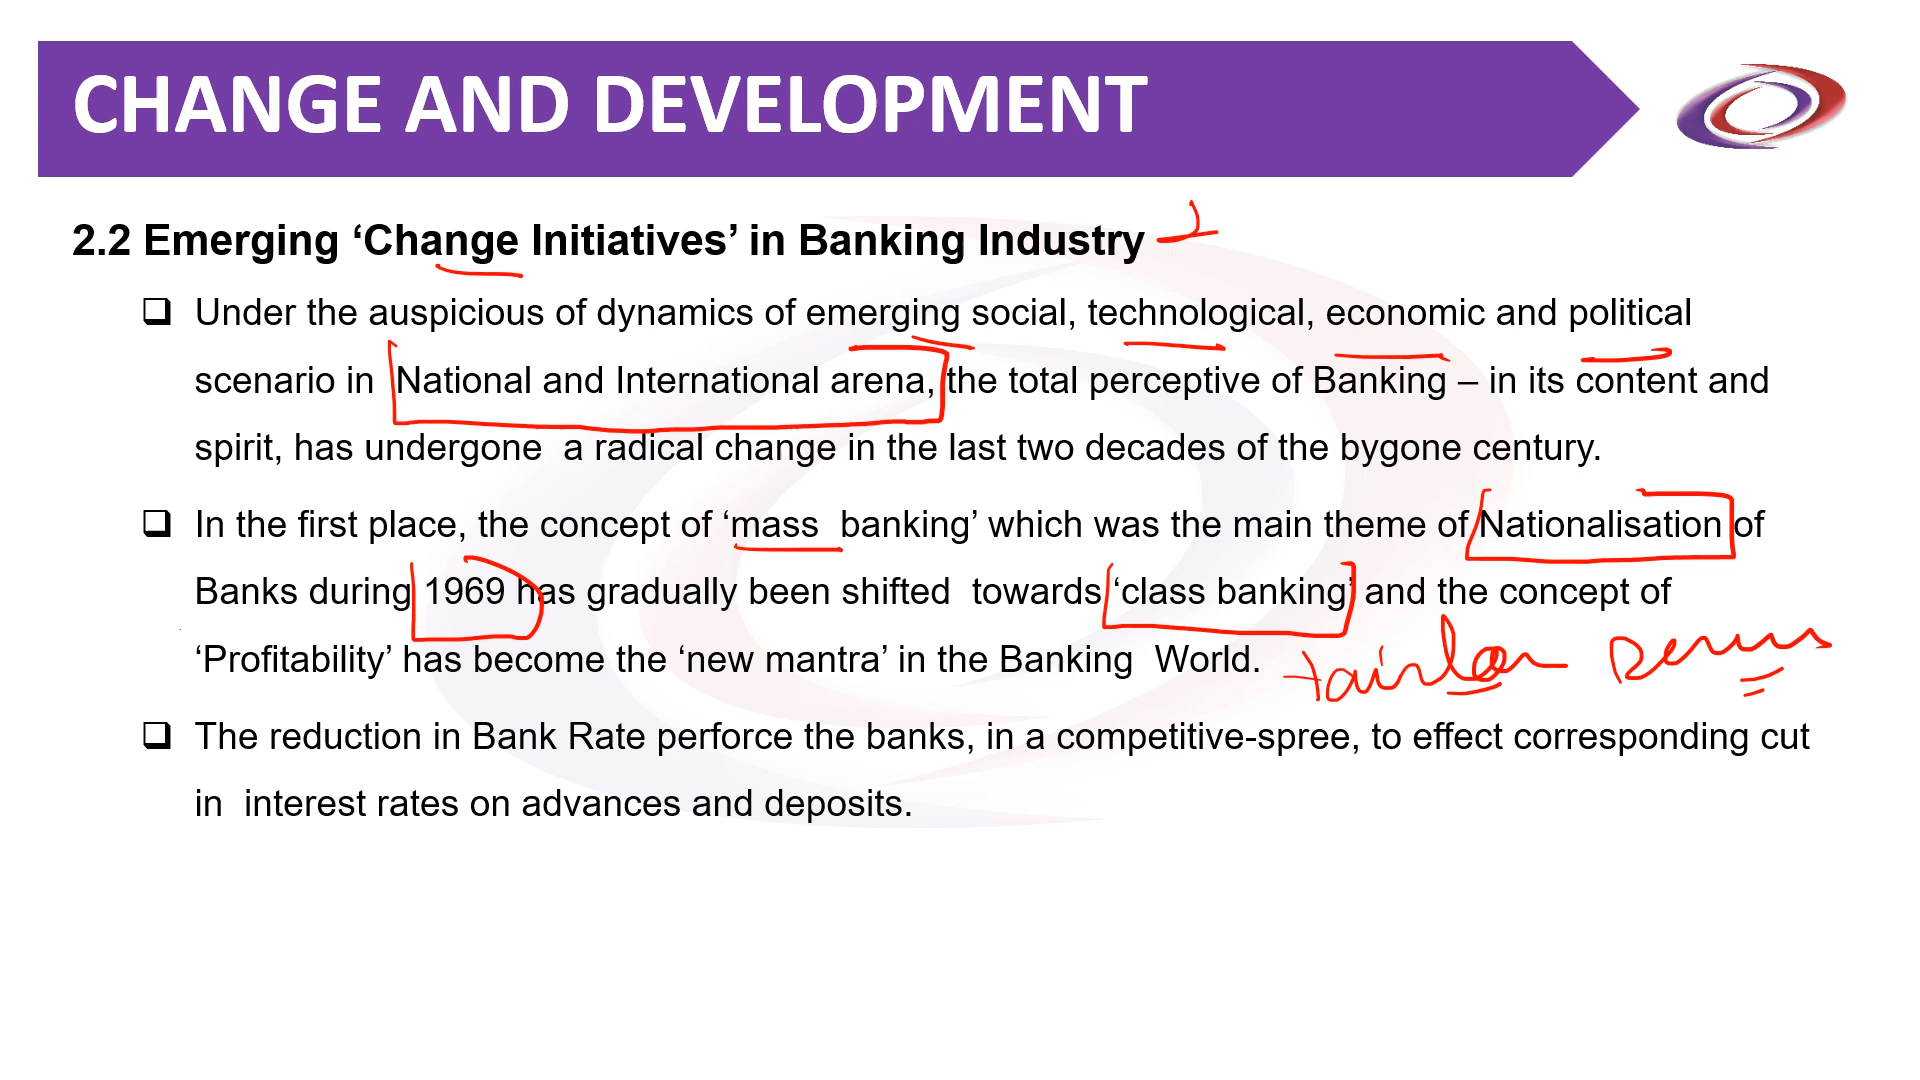 CHANGE AND DEVELOPMENT
2.2 Emerging ‘Change Initiatives’ in Banking Industry
❑ Under the auspicious of dynamics of emerging social, technological, economic and political
scenario in National and International arena, the total perceptive of Banking – in its content and
spirit, has undergone a radical change in the last two decades of the bygone century.
❑ In the first place, the concept of ‘mass banking’ which was the main theme of Nationalisation of
Banks during 1969 has gradually been shifted towards ‘class banking’ and the concept of
‘Profitability’ has become the ‘new mantra’ in the Banking World.
❑ The reduction in Bank Rate perforce the banks, in a competitive-spree, to effect corresponding cut
in interest rates on advances and deposits.